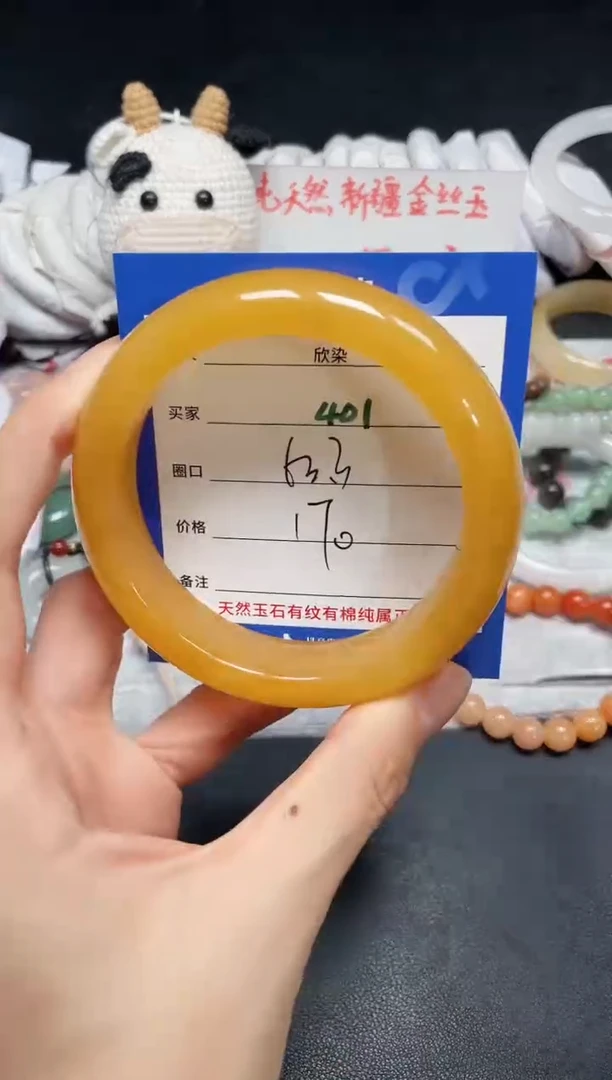 天然新疆金丝玉
欣染
买家 401
圈口
价格 170
备注
天然玉石有纹有棉纯属正